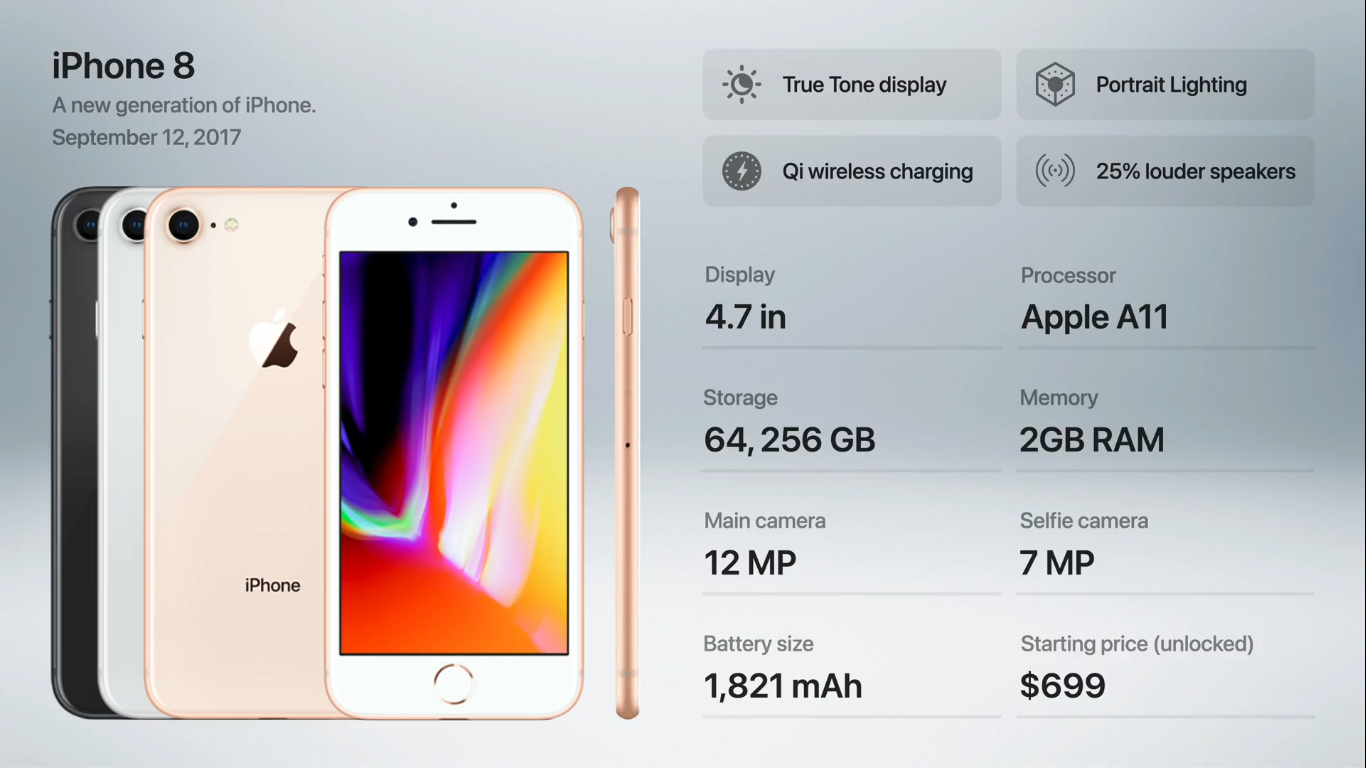 iPhone 8
A new generation of iPhone.
September 12, 2017
iPhone
True Tone display
Portrait Lighting
Qi wireless charging
25% louder speakers
Display
4.7 in
Processor
Apple A11
Storage
64, 256 GB
Memory
2GB RAM
Main camera
12 MP
Selfie camera
7 MP
Battery size
1,821 mAh
Starting price (unlocked)
$699